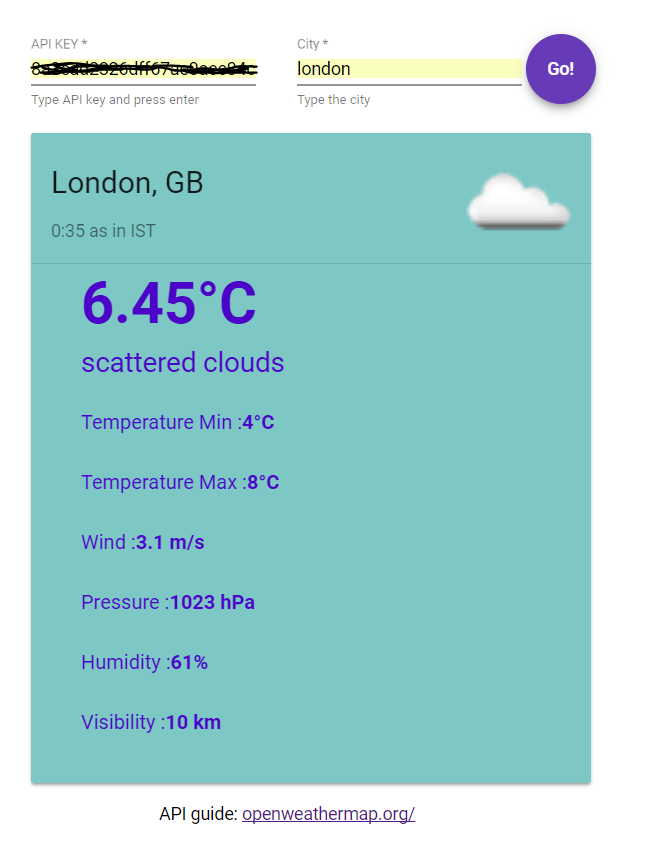 API KEY *
City *
london
Go!
Type API key and press enter
Type the city
London, GB
0:35 as in IST
6.45°C
scattered clouds
Temperature Min :4°C
Temperature Max :8°C
Wind :3.1 m/s
Pressure :1023 hPa
Humidity :61%
Visibility :10 km
API guide: openweathermap.org/